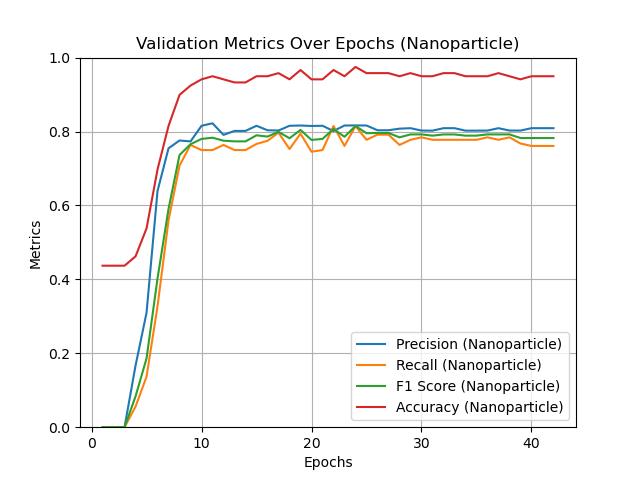 Validation Metrics Over Epochs (Nanoparticle)
1.0
0.8
0.6
0.4
0.2
0.0
Metrics
Precision (Nanoparticle)
Recall (Nanoparticle)
F1 Score (Nanoparticle)
Accuracy (Nanoparticle)
0 10 20 30 40
Epochs